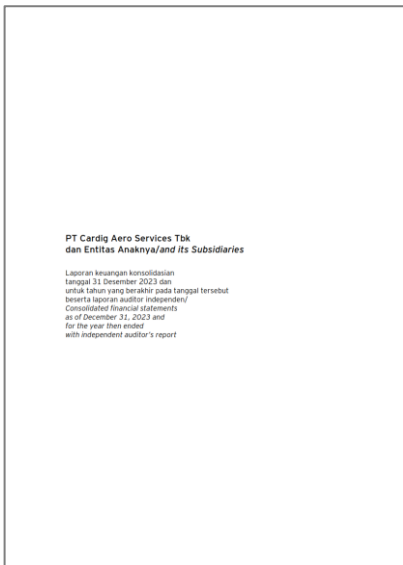 PT Cardig Aero Services Tbk
dan Entitas Anaknya/and its Subsidiaries
Laporan keuangan konsolidasian
tanggal 31 Desember 2023 dan
untuk tahun yang berakhir pada tanggal tersebut
beserta laporan auditor independen/
Consolidated financial statements
as of December 31, 2023 and
for the year then ended
with independent auditor's report